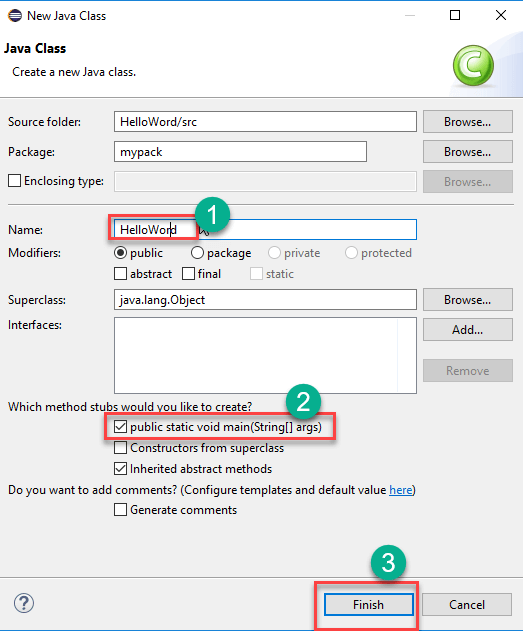 New Java Class
Java Class
Create a new Java class.
C
Source folder: HelloWord/src Browse...
Package: mypack Browse...
Enclosing type: Browse...
1
Name: HelloWord
Modifiers: public package private protected
abstract final static
Superclass: java.lang.Object Browse...
Interfaces: Add...
Remove
Which method stubs would you like to create?
2
public static void main(String[] args)
Constructors from superclass
Inherited abstract methods
Do you want to add comments? (Configure templates and default value here)
Generate comments
3
? Finish Cancel